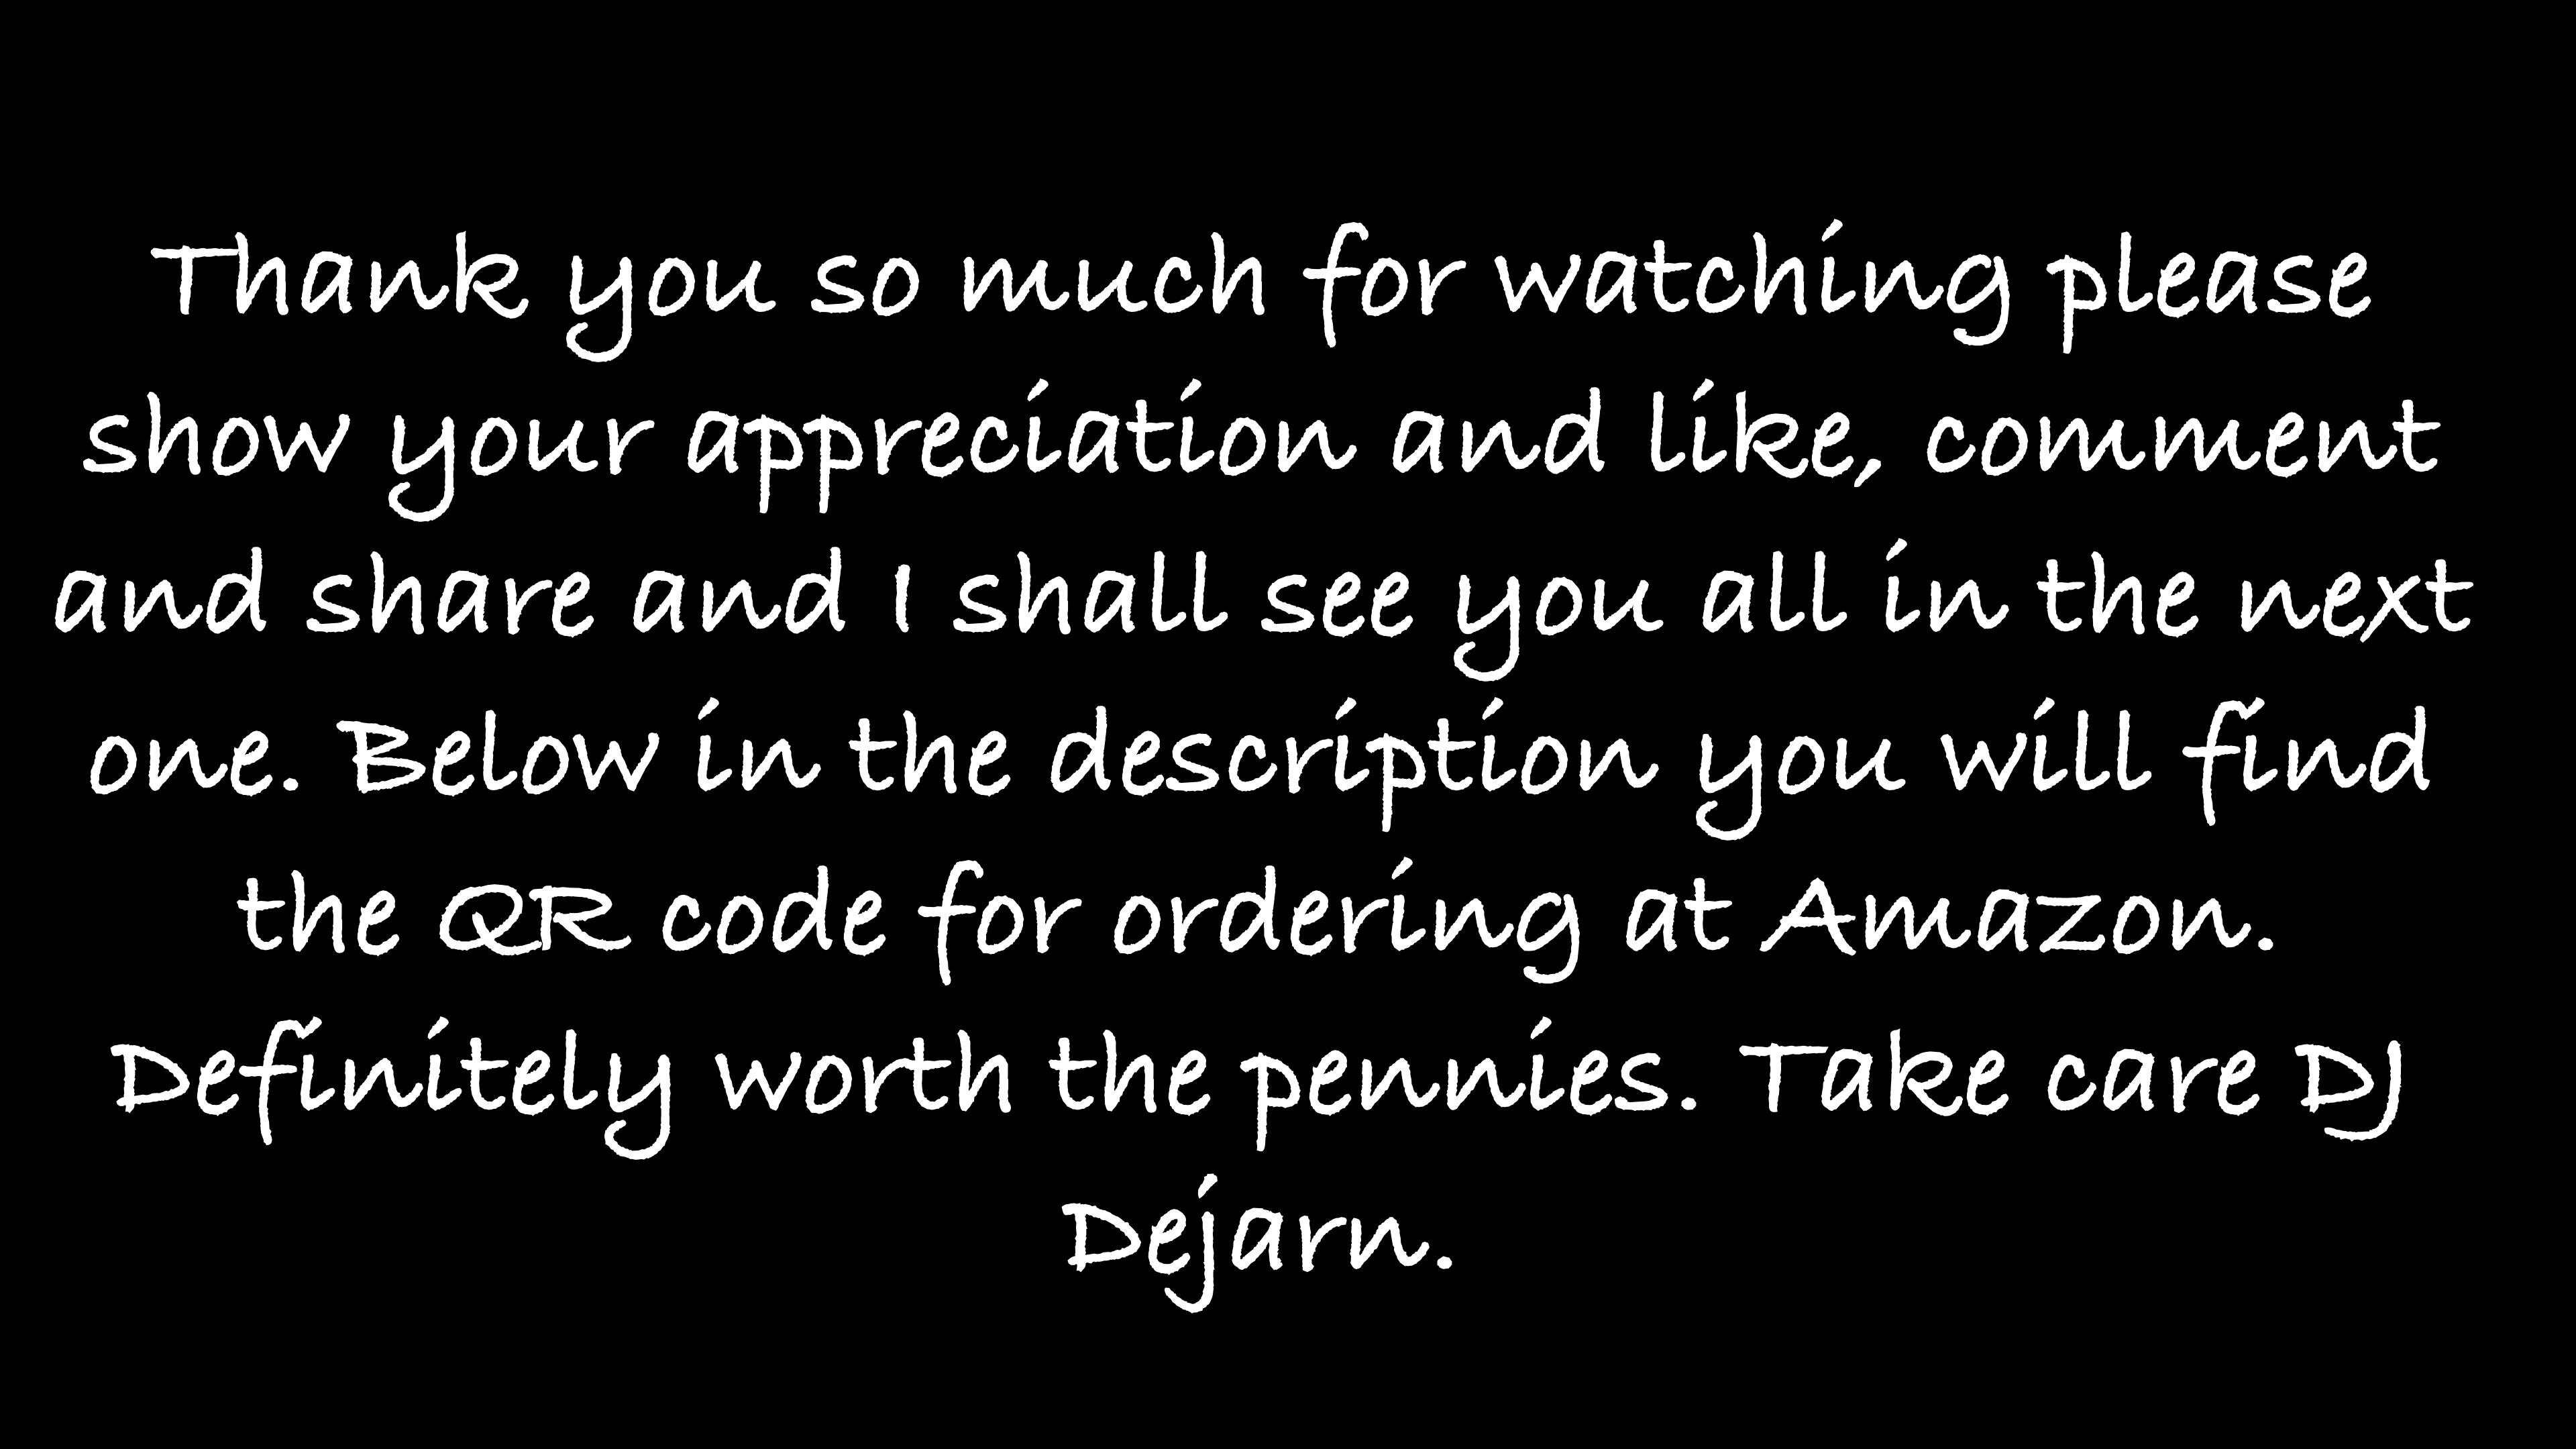 Thank you so much for watching please
show your appreciation and like, comment
and share and I shall see you all in the next
one. Below in the description you will find
the QR code for ordering at Amazon.
Definitely worth the pennies. Take care DJ
Dejarn.